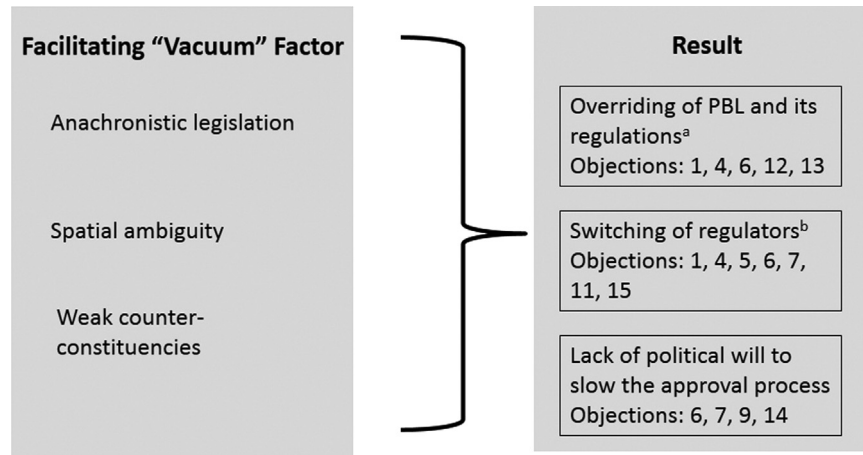 Facilitating “Vacuum” Factor
Anachronistic legislation
Spatial ambiguity
Weak counter-
constituencies
Result
Overriding of PBL and its
regulationsᵃ
Objections: 1, 4, 6, 12, 13
Switching of regulatorsᵇ
Objections: 1, 4, 5, 6, 7,
11, 15
Lack of political will to
slow the approval process
Objections: 6, 7, 9, 14